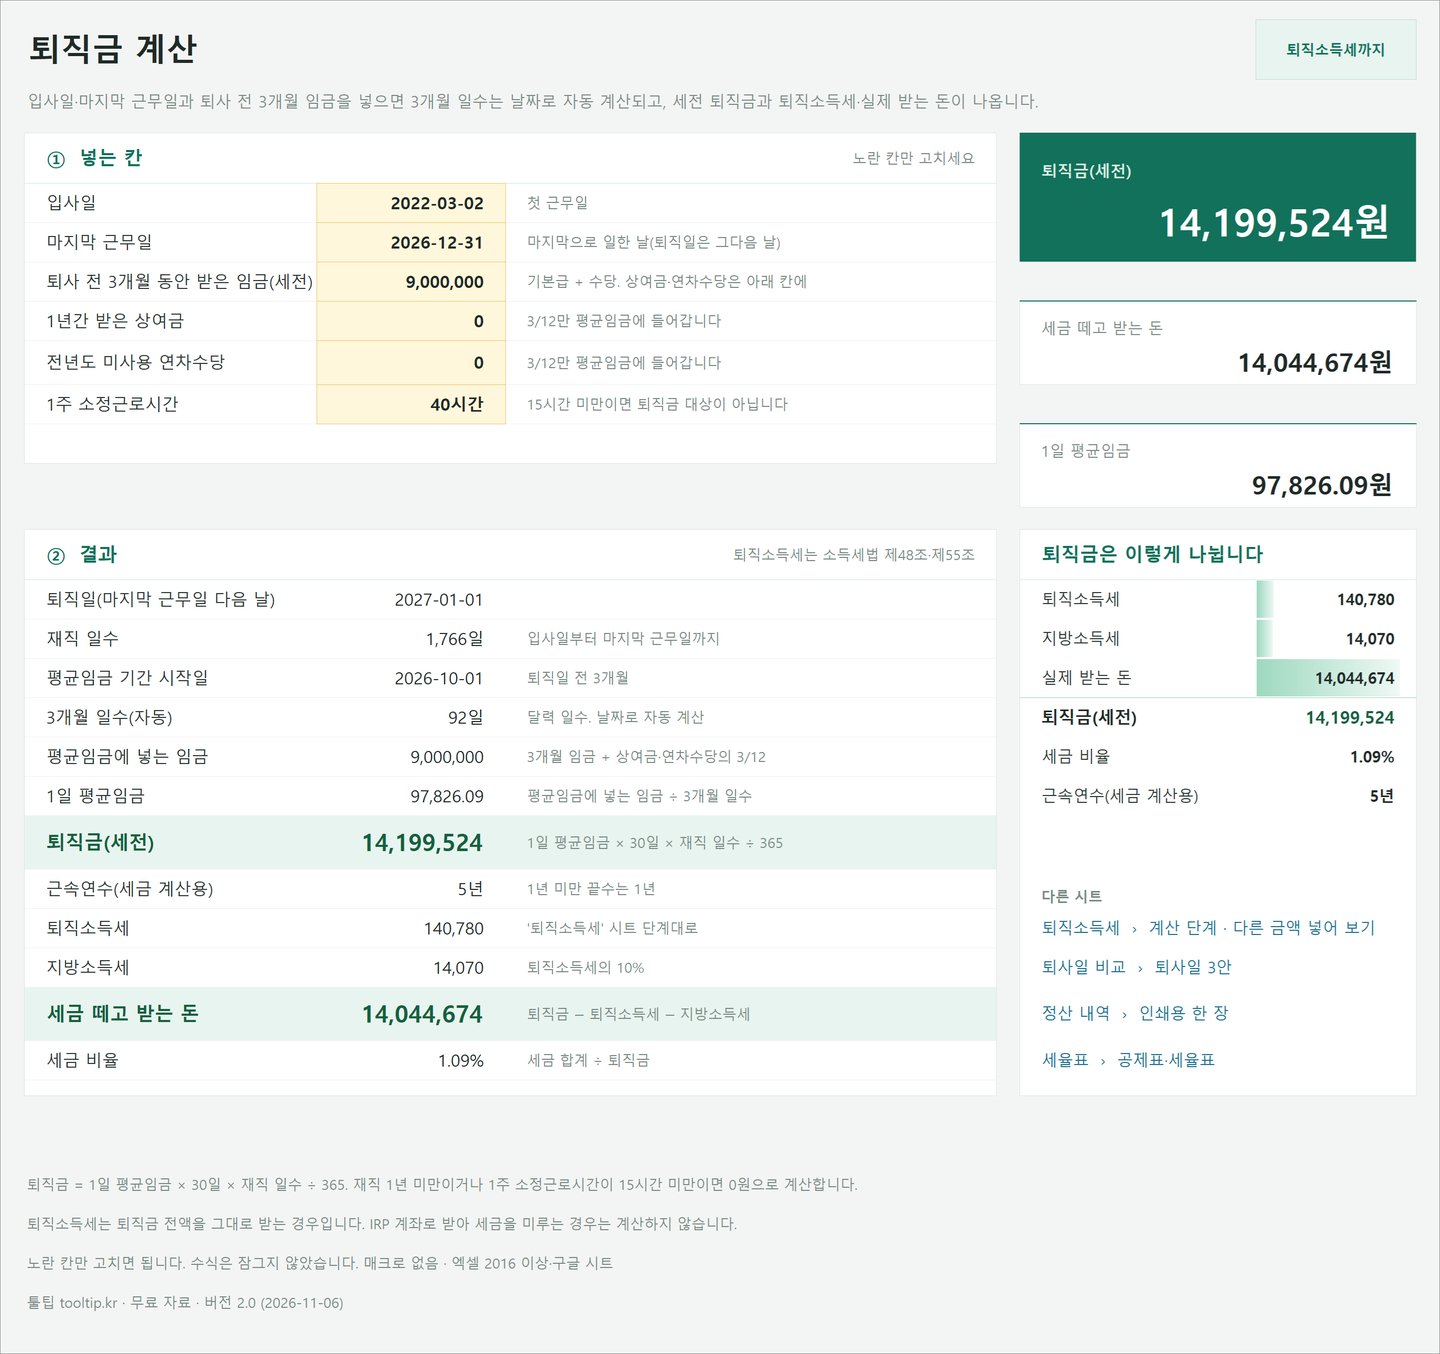 퇴직금 계산
퇴직소득세까지
입사일·마지막 근무일과 퇴사 전 3개월 임금을 넣으면 3개월 일수는 날짜로 자동 계산되고, 세전 퇴직금과 퇴직소득세·실제 받는 돈이 나옵니다.
① 넣는 칸 노란 칸만 고치세요
입사일 2022-03-02 첫 근무일
마지막 근무일 2026-12-31 마지막으로 일한 날(퇴직일은 그다음 날)
퇴사 전 3개월 동안 받은 임금(세전) 9,000,000 기본급 + 수당. 상여금·연차수당은 아래 칸에
1년간 받은 상여금 0 3/12만 평균임금에 들어갑니다
전년도 미사용 연차수당 0 3/12만 평균임금에 들어갑니다
1주 소정근로시간 40시간 15시간 미만이면 퇴직금 대상이 아닙니다
퇴직금(세전)
14,199,524원
세금 떼고 받는 돈
14,044,674원
1일 평균임금
97,826.09원
② 결과 퇴직소득세는 소득세법 제48조·제55조
퇴직일(마지막 근무일 다음 날) 2027-01-01
재직 일수 1,766일 입사일부터 마지막 근무일까지
평균임금 기간 시작일 2026-10-01 퇴직일 전 3개월
3개월 일수(자동) 92일 달력 일수. 날짜로 자동 계산
평균임금에 넣는 임금 9,000,000 3개월 임금 + 상여금·연차수당의 3/12
1일 평균임금 97,826.09 평균임금에 넣는 임금 ÷ 3개월 일수
퇴직금(세전) 14,199,524 1일 평균임금 × 30일 × 재직 일수 ÷ 365
근속연수(세금 계산용) 5년 1년 미만 끝수는 1년
퇴직소득세 140,780 '퇴직소득세' 시트 단계대로
지방소득세 14,070 퇴직소득세의 10%
세금 떼고 받는 돈 14,044,674 퇴직금 − 퇴직소득세 − 지방소득세
세금 비율 1.09% 세금 합계 ÷ 퇴직금
퇴직금은 이렇게 나뉩니다
퇴직소득세 140,780
지방소득세 14,070
실제 받는 돈 14,044,674
퇴직금(세전) 14,199,524
세금 비율 1.09%
근속연수(세금 계산용) 5년
다른 시트
퇴직소득세 › 계산 단계 · 다른 금액 넣어 보기
퇴사일 비교 › 퇴사일 3안
정산 내역 › 인쇄용 한 장
세율표 › 공제표·세율표
퇴직금 = 1일 평균임금 × 30일 × 재직 일수 ÷ 365. 재직 1년 미만이거나 1주 소정근로시간이 15시간 미만이면 0원으로 계산합니다.
퇴직소득세는 퇴직금 전액을 그대로 받는 경우입니다. IRP 계좌로 받아 세금을 미루는 경우는 계산하지 않습니다.
노란 칸만 고치면 됩니다. 수식은 잠그지 않았습니다. 매크로 없음 · 엑셀 2016 이상·구글 시트
툴팁 tooltip.kr · 무료 자료 · 버전 2.0 (2026-11-06)